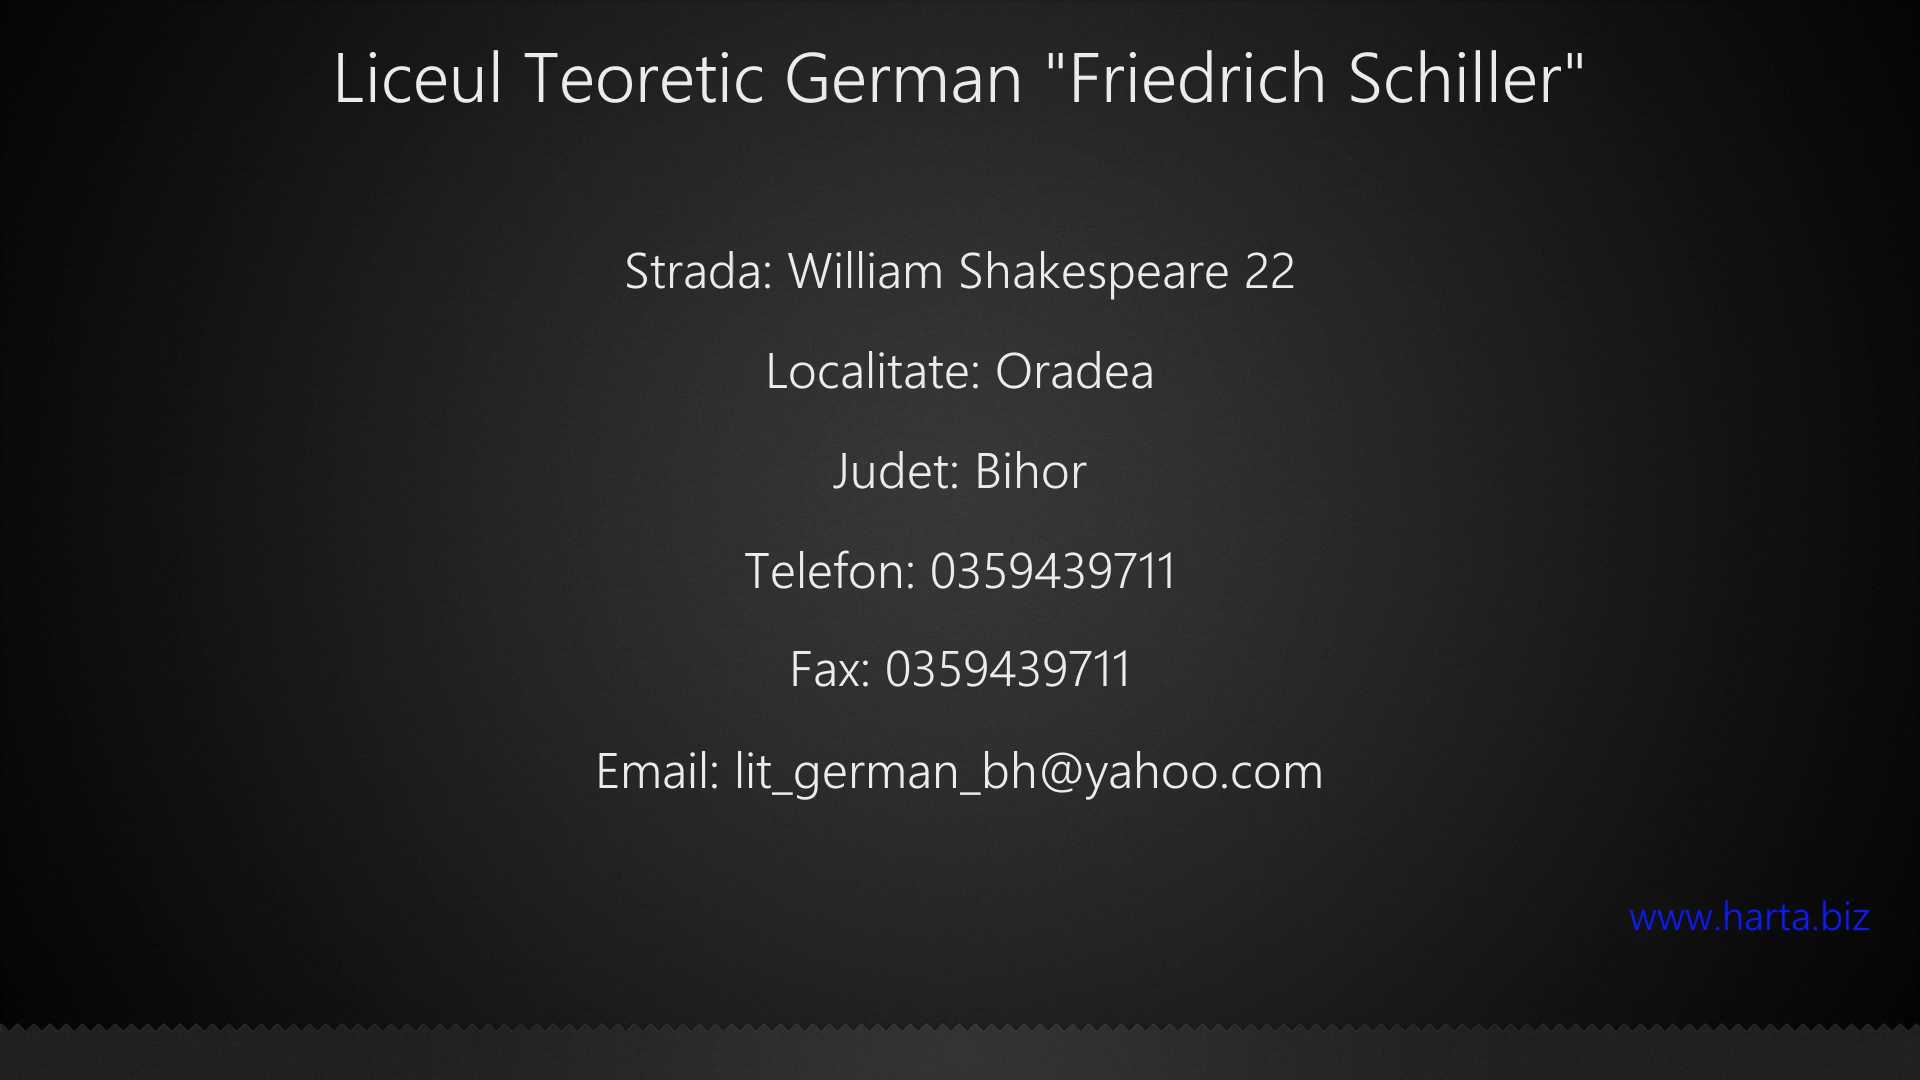 Liceul Teoretic German "Friedrich Schiller"
Strada: William Shakespeare 22
Localitate: Oradea
Judet: Bihor
Telefon: 0359439711
Fax: 0359439711
Email: lit_german_bh@yahoo.com
www.harta.biz